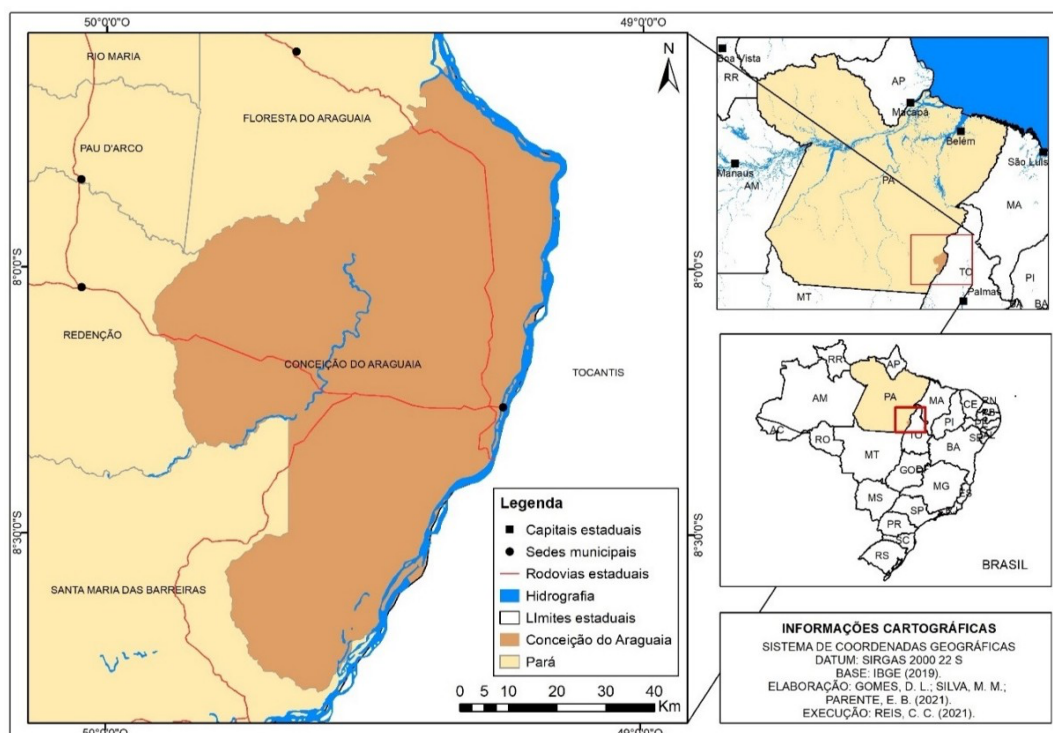 50°0'0"O
49°0'0"O
RIO MARIA
N
FLORESTA DO ARAGUAIA
PAU D'ARCO
8°0'0"S
REDENÇÃO
CONCEIÇÃO DO ARAGUAIA
TOCANTIS
8°30'0"S
SANTA MARIA DAS BARREIRAS
Legenda
Capitais estaduais
Sedes municipais
Rodovias estaduais
Hidrografia
LImites estaduais
Conceição do Araguaia
Pará
0 5 10 20 30 40
Km
50°0'0"O
49°0'0"O
8°0'0"S
8°30'0"S
Boa Vista
RR
AP
Macapá
Belém
São Luís
Manaus
AM
PA
MA
TO
PI
MT
Palmas
BA
BA
RR
AP
AM
PA
MA
CE
RN
PB
PI
AC
RO
TO
SE
BA
MT
GO
MG
ES
MS
SP
PR
SC
RS
BRASIL
INFORMAÇÕES CARTOGRÁFICAS
SISTEMA DE COORDENADAS GEOGRÁFICAS
DATUM: SIRGAS 2000 22 S
BASE: IBGE (2019).
ELABORAÇÃO: GOMES, D. L.; SILVA, M. M.;
PARENTE, E. B. (2021).
EXECUÇÃO: REIS, C. C. (2021).